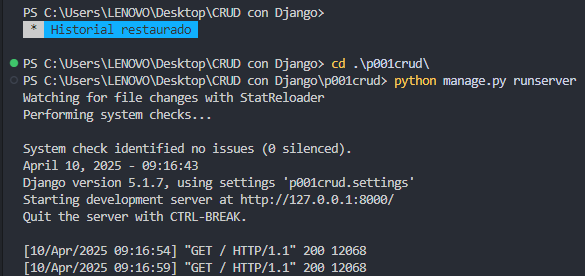 PS C:\Users\LENOVO\Desktop\CRUD con Django>
* Historial restaurado
PS C:\Users\LENOVO\Desktop\CRUD con Django> cd .\p001crud\
PS C:\Users\LENOVO\Desktop\CRUD con Django\p001crud> python manage.py runserver
Watching for file changes with StatReloader
Performing system checks...
System check identified no issues (0 silenced).
April 10, 2025 - 09:16:43
Django version 5.1.7, using settings 'p001crud.settings'
Starting development server at http://127.0.0.1:8000/
Quit the server with CTRL-BREAK.
[10/Apr/2025 09:16:54] "GET / HTTP/1.1" 200 12068
[10/Apr/2025 09:16:59] "GET / HTTP/1.1" 200 12068